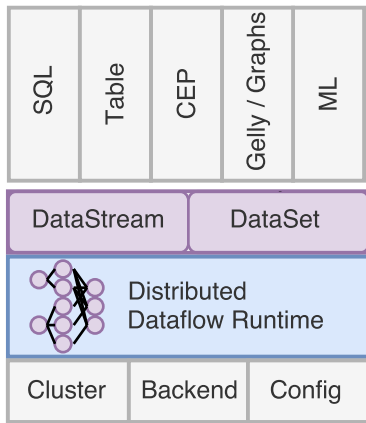 SQL
Table
CEP
Gelly / Graphs
ML
DataStream
DataSet
Distributed
Dataflow Runtime
Cluster
Backend
Config